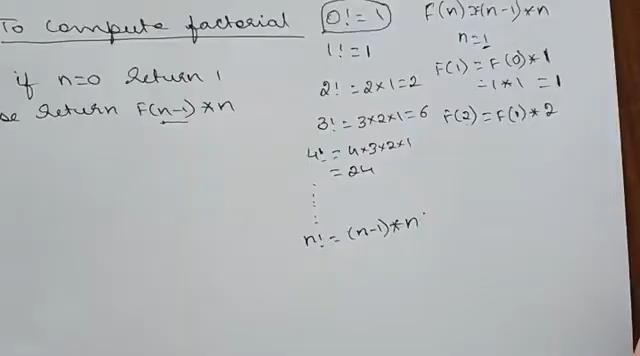 To compute factorial
if n=0 return 1
se return F(n-1)*n
0! = 1
1! = 1
2! = 2×1=2
3! = 3×2×1=6
4! = 4×3×2×1
= 24
n! = (n-1)*n
F(n)=(n-1)*n
n=1
F(1) = F(0)*1
= 1*1 = 1
F(2) = F(1)*2